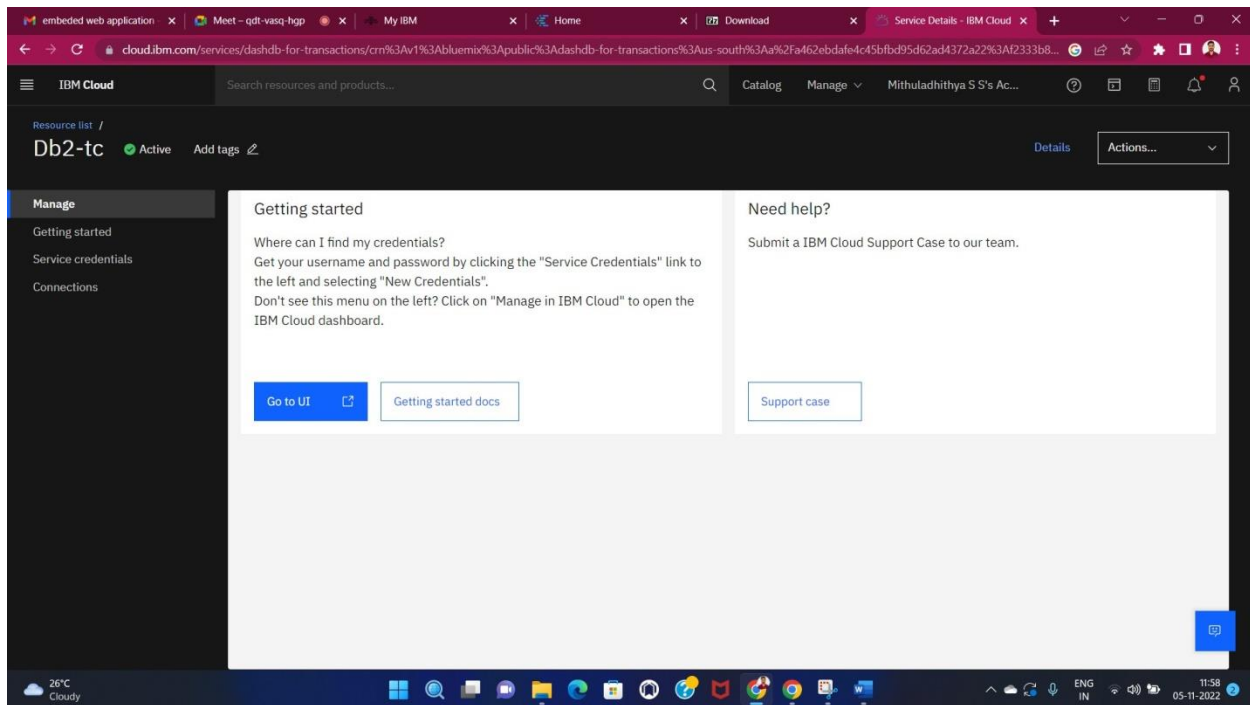 embeded web application
Meet – qdt-vasq-hgp
My IBM
Home
Download
Service Details - IBM Cloud
cloud.ibm.com/services/dashdb-for-transactions/crn%3Av1%3Abluemix%3Apublic%3Adashdb-for-transactions%3Aus-south%3Aa%2Fa462ebdafe4c45bfbd95d62ad4372a22%3Af2333b8...
IBM Cloud
Search resources and products...
Catalog
Manage
Mithuladhithya S S's Ac...
Resource list /
Db2-tc
Active
Add tags
Details
Actions...
Manage
Getting started
Service credentials
Connections
Getting started
Where can I find my credentials?
Get your username and password by clicking the "Service Credentials" link to
the left and selecting "New Credentials".
Don't see this menu on the left? Click on "Manage in IBM Cloud" to open the
IBM Cloud dashboard.
Go to UI
Getting started docs
Need help?
Submit a IBM Cloud Support Case to our team.
Support case
26°C
Cloudy
ENG
IN
11:58
05-11-2022
2